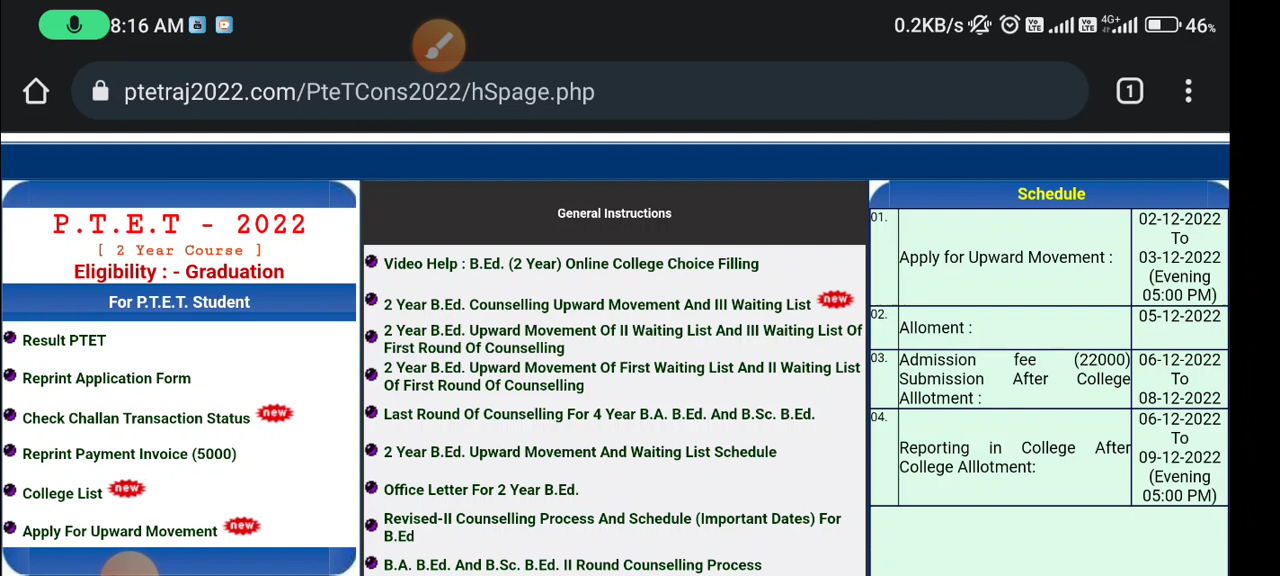 8:16 AM
0.2KB/s
Vo LTE
Vo LTE
4G+
46%
ptetraj2022.com/PteTCons2022/hSpage.php
1
P.T.E.T - 2022
[ 2 Year Course ]
Eligibility : - Graduation
For P.T.E.T. Student
Result PTET
Reprint Application Form
Check Challan Transaction Status new
Reprint Payment Invoice (5000)
College List new
Apply For Upward Movement new
General Instructions
Video Help : B.Ed. (2 Year) Online College Choice Filling
2 Year B.Ed. Counselling Upward Movement And III Waiting List new
2 Year B.Ed. Upward Movement Of II Waiting List And III Waiting List Of
First Round Of Counselling
2 Year B.Ed. Upward Movement Of First Waiting List And II Waiting List
Of First Round Of Counselling
Last Round Of Counselling For 4 Year B.A. B.Ed. And B.Sc. B.Ed.
2 Year B.Ed. Upward Movement And Waiting List Schedule
Office Letter For 2 Year B.Ed.
Revised-II Counselling Process And Schedule (Important Dates) For
B.Ed
B.A. B.Ed. And B.Sc. B.Ed. II Round Counselling Process
Schedule
01.
Apply for Upward Movement :
02-12-2022
To
03-12-2022
(Evening
05:00 PM)
02.
Alloment :
05-12-2022
03.
Admission fee (22000)
Submission After College
Alllotment :
06-12-2022
To
08-12-2022
04.
Reporting in College After
College Alllotment:
06-12-2022
To
09-12-2022
(Evening
05:00 PM)